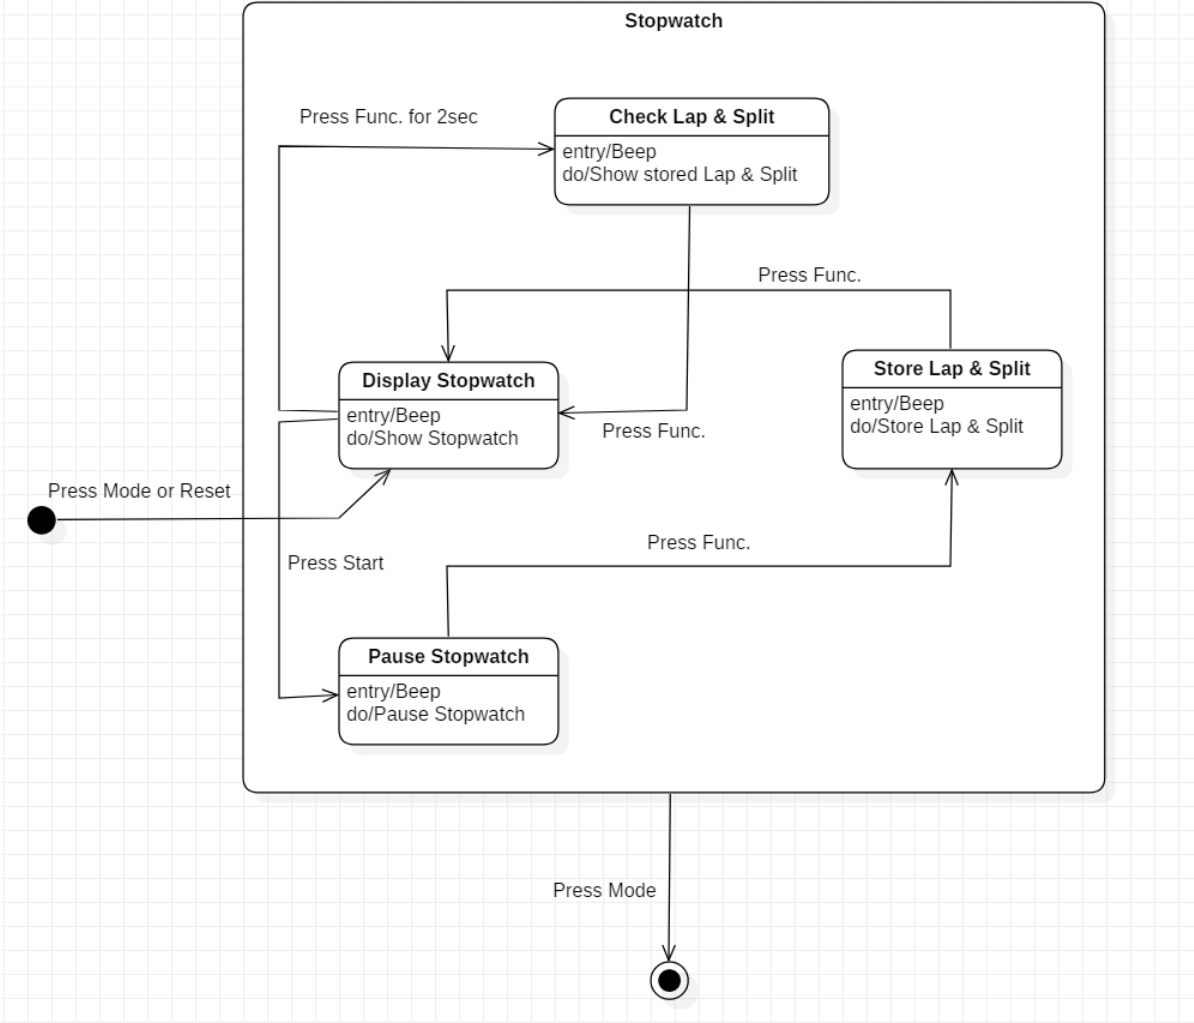 Stopwatch
Press Func. for 2sec
Check Lap & Split
entry/Beep
do/Show stored Lap & Split
Press Func.
Display Stopwatch
entry/Beep
do/Show Stopwatch
Store Lap & Split
entry/Beep
do/Store Lap & Split
Press Func.
Press Mode or Reset
Press Func.
Press Start
Pause Stopwatch
entry/Beep
do/Pause Stopwatch
Press Mode